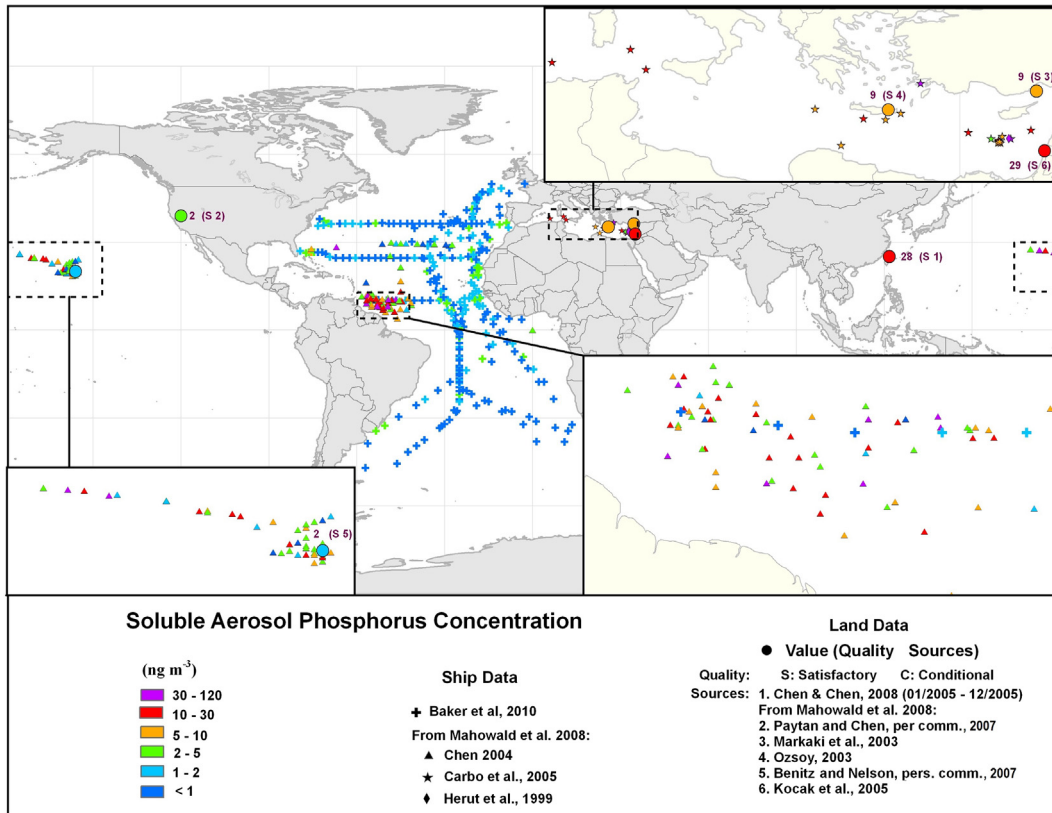 9 (S 3)
9 (S 4)
29 (S 6)
2 (S 2)
28 (S 1)
2 (S 5)
Soluble Aerosol Phosphorus Concentration
(ng m-3)
30 - 120
10 - 30
5 - 10
2 - 5
1 - 2
< 1
Ship Data
Baker et al, 2010
From Mahowald et al. 2008:
Chen 2004
Carbo et al., 2005
Herut et al., 1999
Land Data
Value (Quality Sources)
Quality: S: Satisfactory C: Conditional
Sources: 1. Chen & Chen, 2008 (01/2005 - 12/2005)
From Mahowald et al. 2008:
2. Paytan and Chen, per comm., 2007
3. Markaki et al., 2003
4. Ozsoy, 2003
5. Benitz and Nelson, pers. comm., 2007
6. Kocak et al., 2005